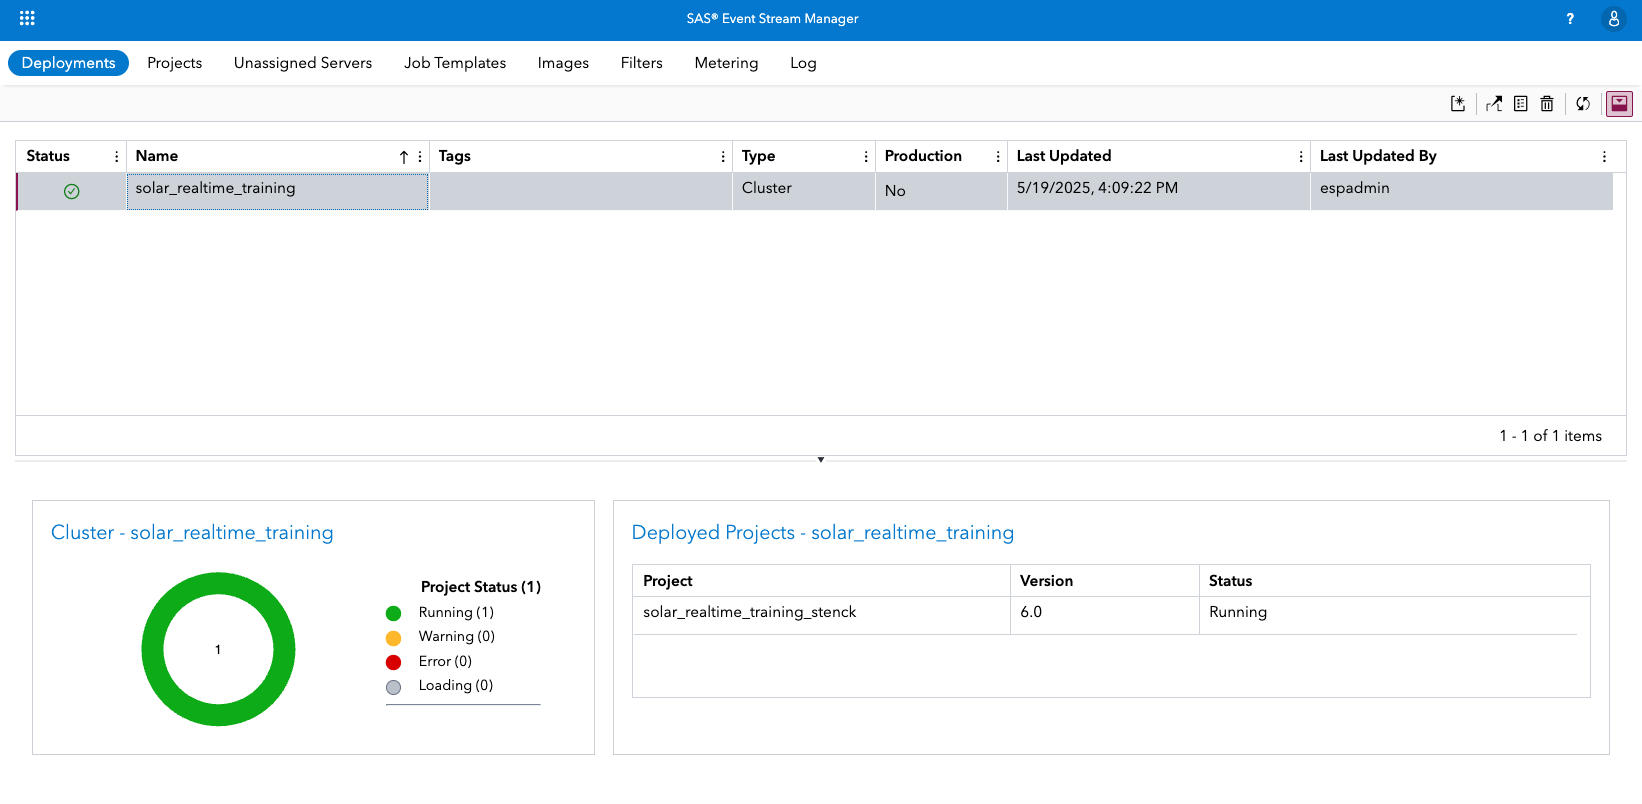 SAS® Event Stream Manager
?
Deployments Projects Unassigned Servers Job Templates Images Filters Metering Log
Status Name Tags Type Production Last Updated Last Updated By
solar_realtime_training Cluster No 5/19/2025, 4:09:22 PM espadmin
1 - 1 of 1 items
Cluster - solar_realtime_training
1
Project Status (1)
Running (1)
Warning (0)
Error (0)
Loading (0)
Deployed Projects - solar_realtime_training
Project Version Status
solar_realtime_training_stenck 6.0 Running